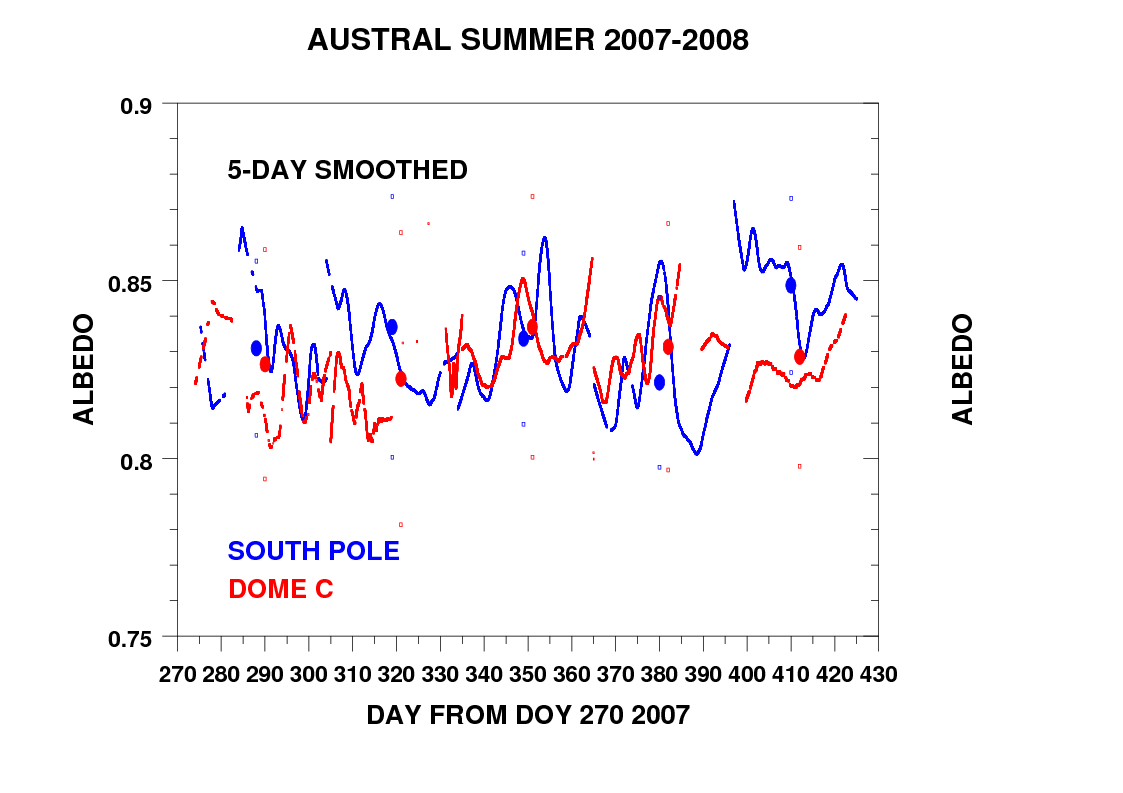 AUSTRAL SUMMER 2007-2008
0.9
5-DAY SMOOTHED
0.85
ALBEDO
ALBEDO
0.8
SOUTH POLE
DOME C
0.75
270 280 290 300 310 320 330 340 350 360 370 380 390 400 410 420 430
DAY FROM DOY 270 2007